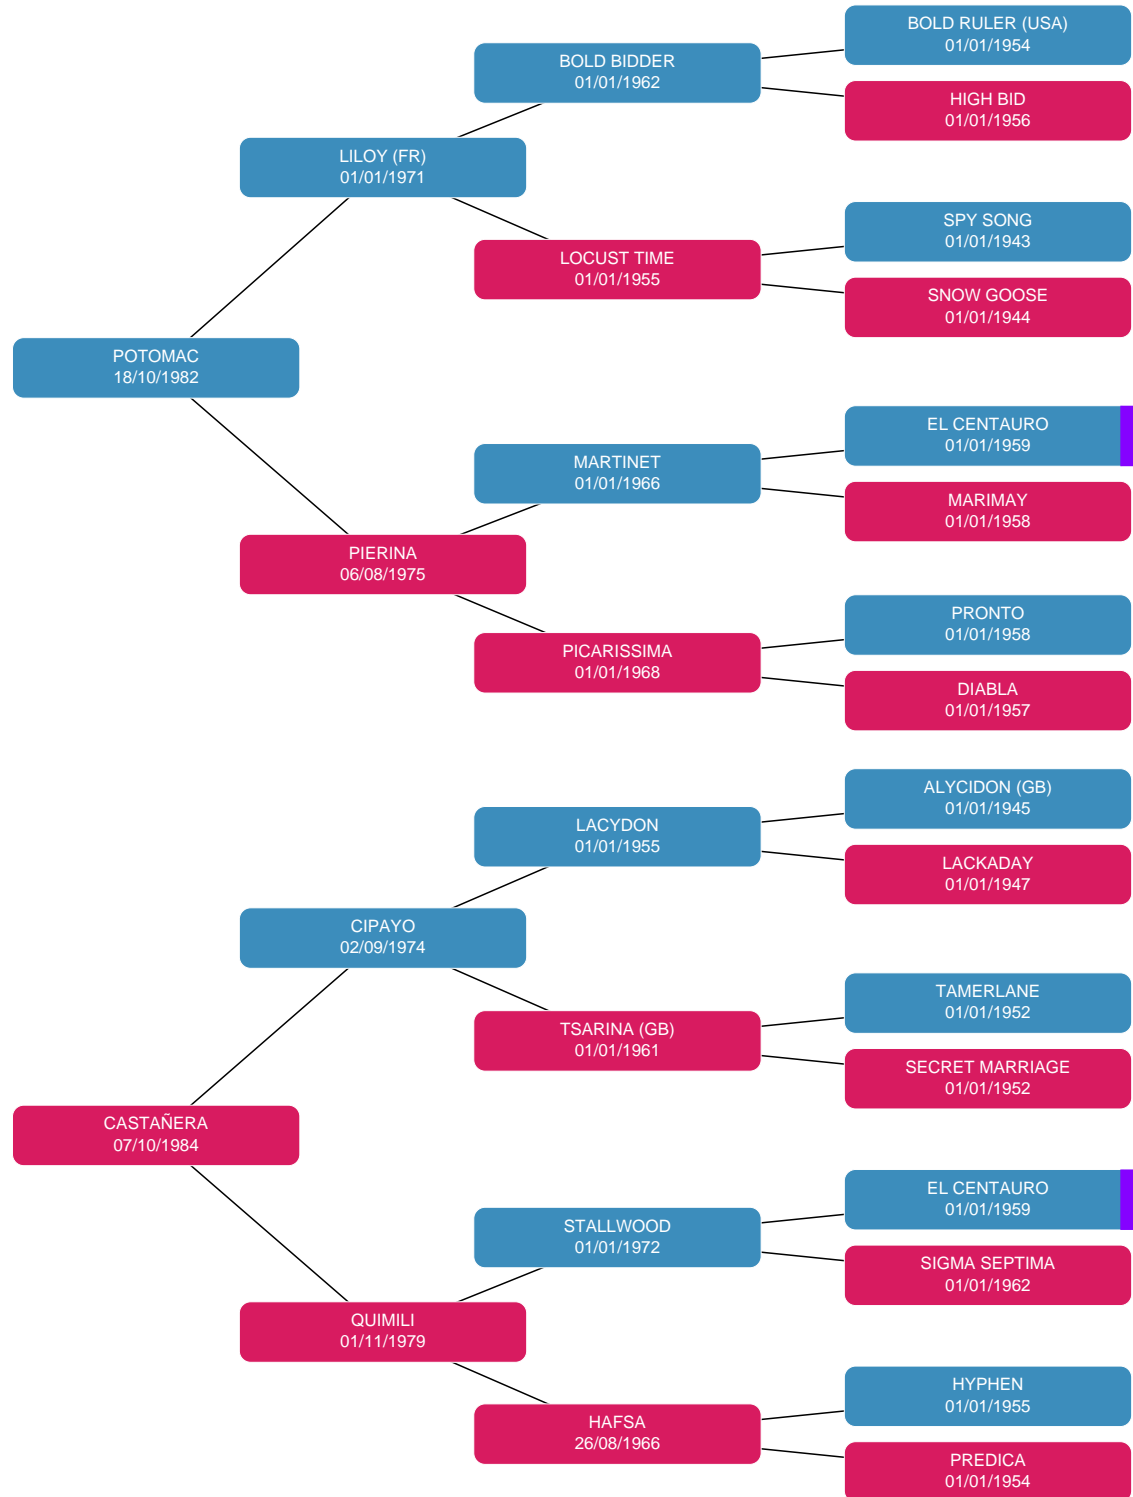 BOLD RULER (USA)
01/01/1954
BOLD BIDDER
01/01/1962
HIGH BID
01/01/1956
LILOY (FR)
01/01/1971
SPY SONG
01/01/1943
LOCUST TIME
01/01/1955
SNOW GOOSE
01/01/1944
POTOMAC
18/10/1982
EL CENTAURO
01/01/1959
MARTINET
01/01/1966
MARIMAY
01/01/1958
PIERINA
06/08/1975
PRONTO
01/01/1958
PICARISSIMA
01/01/1968
DIABLA
01/01/1957
ALYCIDON (GB)
01/01/1945
LACYDON
01/01/1955
LACKADAY
01/01/1947
CIPAYO
02/09/1974
TAMERLANE
01/01/1952
TSARINA (GB)
01/01/1961
SECRET MARRIAGE
01/01/1952
CASTAÑERA
07/10/1984
EL CENTAURO
01/01/1959
STALLWOOD
01/01/1972
SIGMA SEPTIMA
01/01/1962
QUIMILI
01/11/1979
HYPHEN
01/01/1955
HAFSA
26/08/1966
PREDICA
01/01/1954